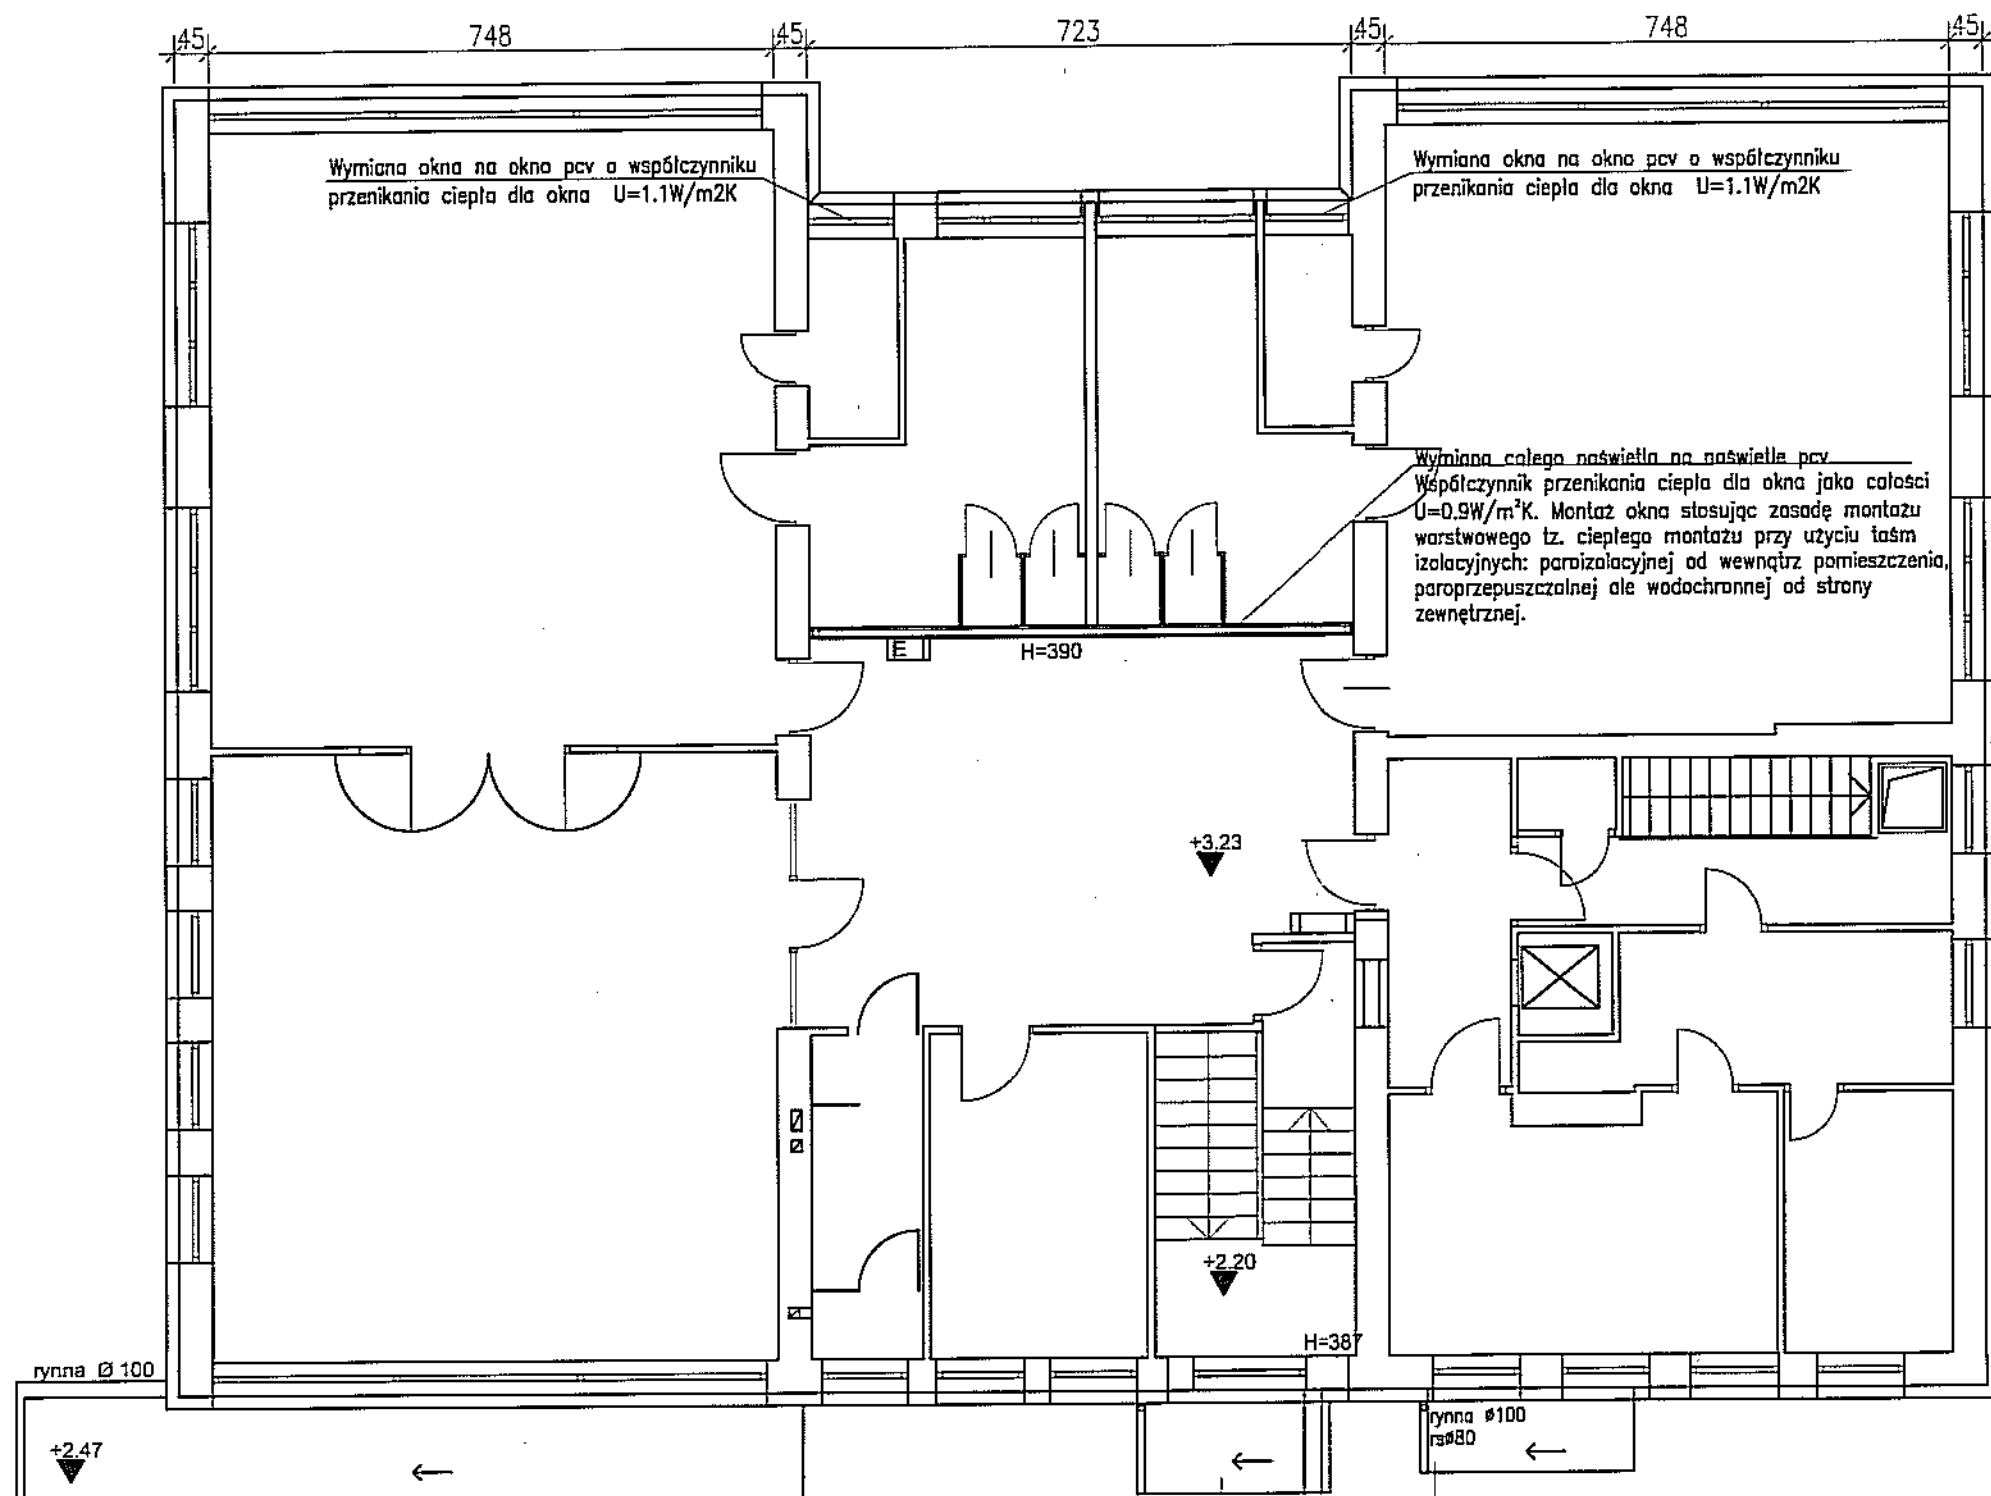 45 748 45 723 45 748 45
Wymiana okna na okno pcv o współczynniku
przenikania ciepła dla okna U=1.1W/m2K
Wymiana okna na okno pcv o współczynniku
przenikania ciepła dla okna U=1.1W/m2K
Wymiana całego naświetla na naświetle pcv
Współczynnik przenikania ciepła dla okna jako całości
U=0.9W/m²K. Montaż okna stosując zasadę montażu
warstwowego tz. ciepłego montażu przy użyciu taśm
izolacyjnych: paroizolacyjnej od wewnątrz pomieszczenia,
paroprzepuszczalnej ale wodochronnej od strony
zewnętrznej.
E
H=390
+3.23
+2.20
H=387
rynna Ø 100
rynna ø100
rsø80
+2.47